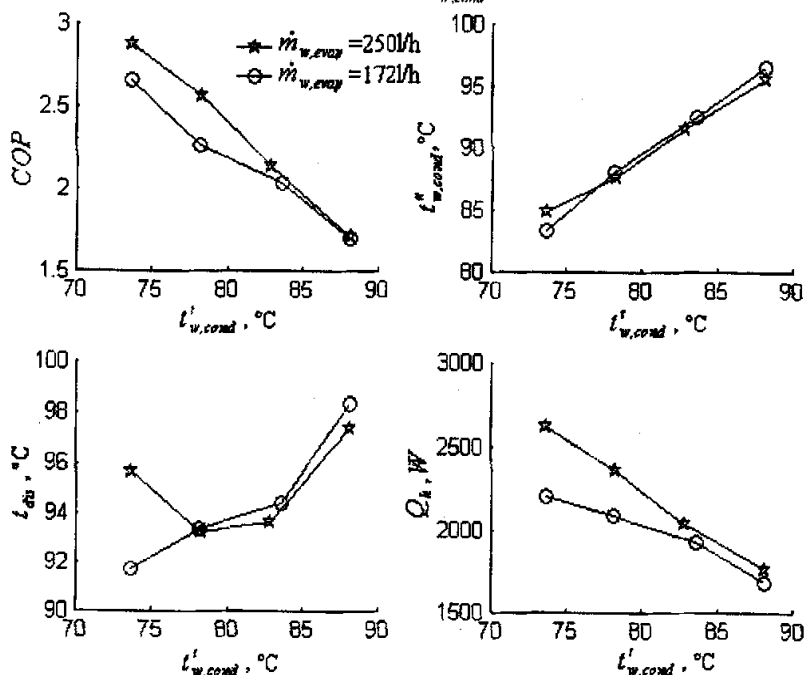 w,cond
3
2.5
2
1.5
COP
70 75 80 85 90
t'w,cond , °C
ṁw,evap =250l/h
ṁw,evap =172l/h
100
95
90
85
80
t"w,cond , °C
70 75 80 85 90
t'w,cond , °C
100
98
96
94
92
90
tdis , °C
70 75 80 85 90
t'w,cond , °C
3000
2500
2000
1500
Qh , W
70 75 80 85 90
t'w,cond , °C